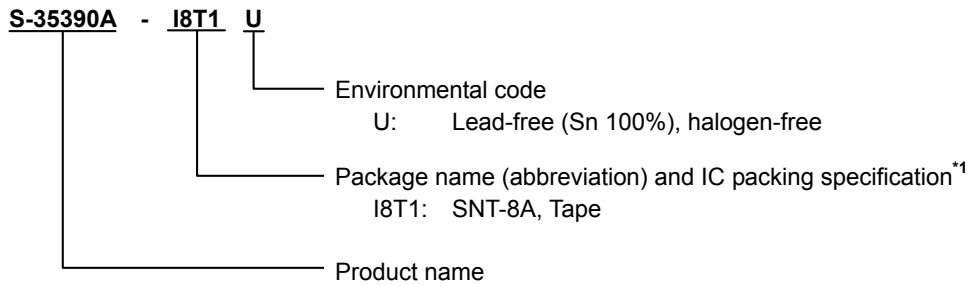 S-35390A - I8T1 U
Environmental code
U: Lead-free (Sn 100%), halogen-free
Package name (abbreviation) and IC packing specification*1
I8T1: SNT-8A, Tape
Product name